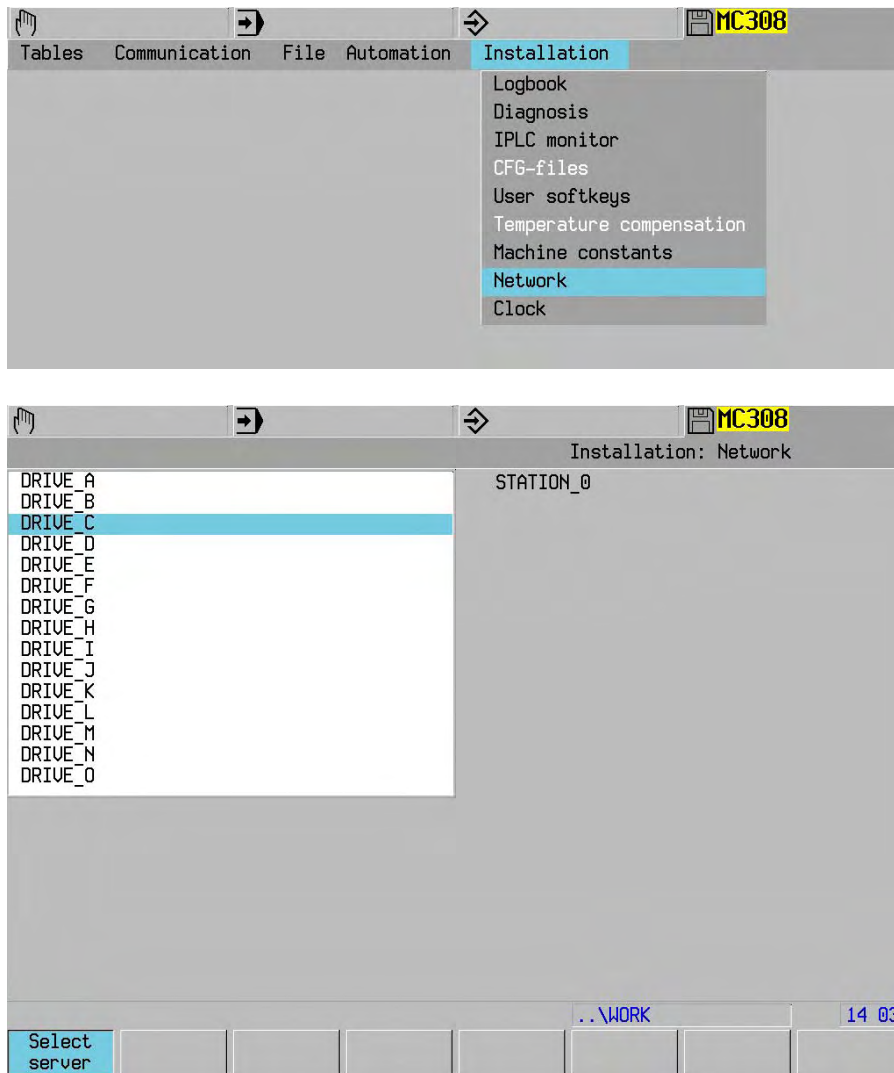 MC308
Tables Communication File Automation Installation
Logbook
Diagnosis
IPLC monitor
CFG-files
User softkeys
Temperature compensation
Machine constants
Network
Clock
MC308
Installation: Network
DRIVE_A
DRIVE_B
DRIVE_C
DRIVE_D
DRIVE_E
DRIVE_F
DRIVE_G
DRIVE_H
DRIVE_I
DRIVE_J
DRIVE_K
DRIVE_L
DRIVE_M
DRIVE_N
DRIVE_O
STATION_0
..\WORK 14 03
Select
server